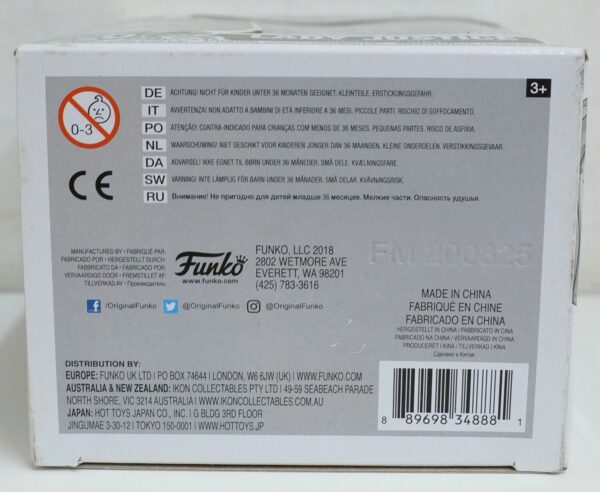 3+
0-3
DE ACHTUNG! NICHT FÜR KINDER UNTER 36 MONATEN GEEIGNET. KLEINTEILE. ERSTICKUNGSGEFAHR.
IT AVVERTENZA! NON ADATTO A BAMBINI DI ETÀ INFERIORE A 36 MESI. PICCOLE PARTI. RISCHIO DI SOFFOCAMENTO.
PO ATENÇÃO! CONTRA-INDICADO PARA CRIANÇAS COM MENOS DE 36 MESES. PEQUENAS PARTES. RISCO DE ASFIXIA.
NL WAARSCHUWING! NIET GESCHIKT VOOR KINDEREN JONGER DAN 36 MAANDEN, KLEINE ONDERDELEN. VERSTIKKINGSGEVAAR.
DA ADVARSEL! IKKE EGNET TIL BØRN UNDER 36 MÅNEDER. SMÅ DELE. KVÆLNINGSFARE.
SW VARNING! INTE LÄMPLIG FÖR BARN UNDER 36 MÅNADER, SMÅ DELAR. KVÄVNINGSRISK.
RU Внимание! Не пригодно для детей младше 36 месяцев. Мелкие части. Опасность удушья.
CE
MANUFACTURED BY • FABRIQUÉ PAR:
FABRICADO POR • HERGESTELLT DURCH:
FABBRICATO DA • FABRICADO POR:
VERVAARDIGD DOOR • FREMSTILLET AF:
TILLVERKAD AV • Производитель:
Funko
FUNKO, LLC 2018
2802 WETMORE AVE
EVERETT, WA 98201
(425) 783-3616
FM 200925
f /OriginalFunko @OriginalFunko @OriginalFunko
MADE IN CHINA
FABRIQUÉ EN CHINE
FABRICADO EN CHINA
HERGESTELLT IN CHINA / FABBRICATO IN CINA
FABRICADO NA CHINA / VERVAARDIGD IN CHINA
PRODUCERET I KINA / TILLVERKAD I KINA
Сделано в Китае
DISTRIBUTION BY:
EUROPE: FUNKO UK LTD I PO BOX 74644 I LONDON, W6 6JW (UK) I WWW.FUNKO.COM
AUSTRALIA & NEW ZEALAND: IKON COLLECTABLES PTY LTD I 49-59 SEABEACH PARADE
NORTH SHORE, VIC 3214 AUSTRALIA I WWW.IKONCOLLECTABLES.COM.AU
JAPAN: HOT TOYS JAPAN CO., INC. I G BLDG 3RD FLOOR
JINGUMAE 3-30-12 I TOKYO 150-0001 I WWW.HOTTOYS.JP
8 89698 34888 1